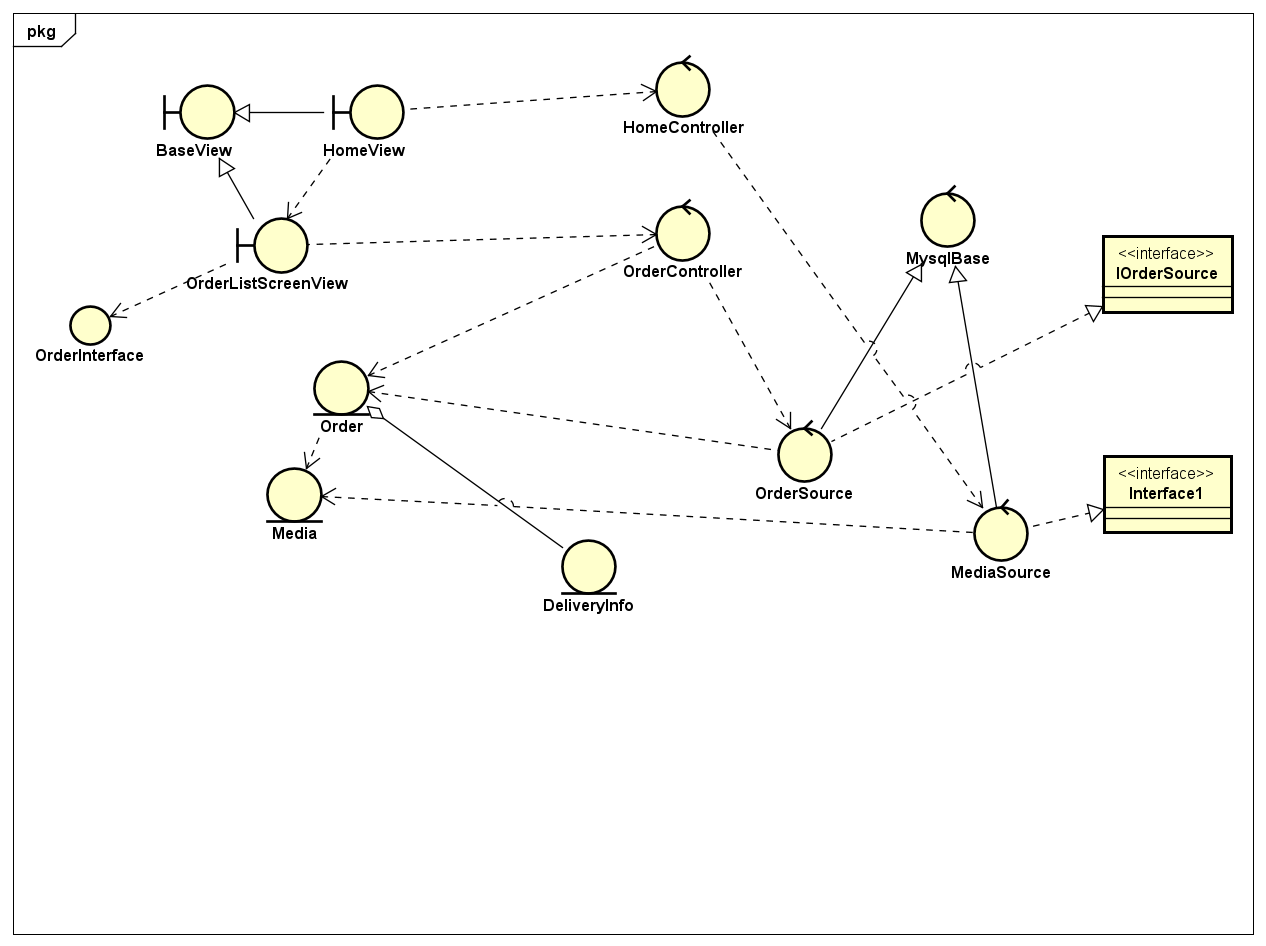 pkg
HomeController
BaseView
HomeView
MysqlBase
<<interface>>
IOrderSource
OrderController
OrderListScreenView
OrderInterface
Order
<<interface>>
Interface1
OrderSource
Media
MediaSource
DeliveryInfo